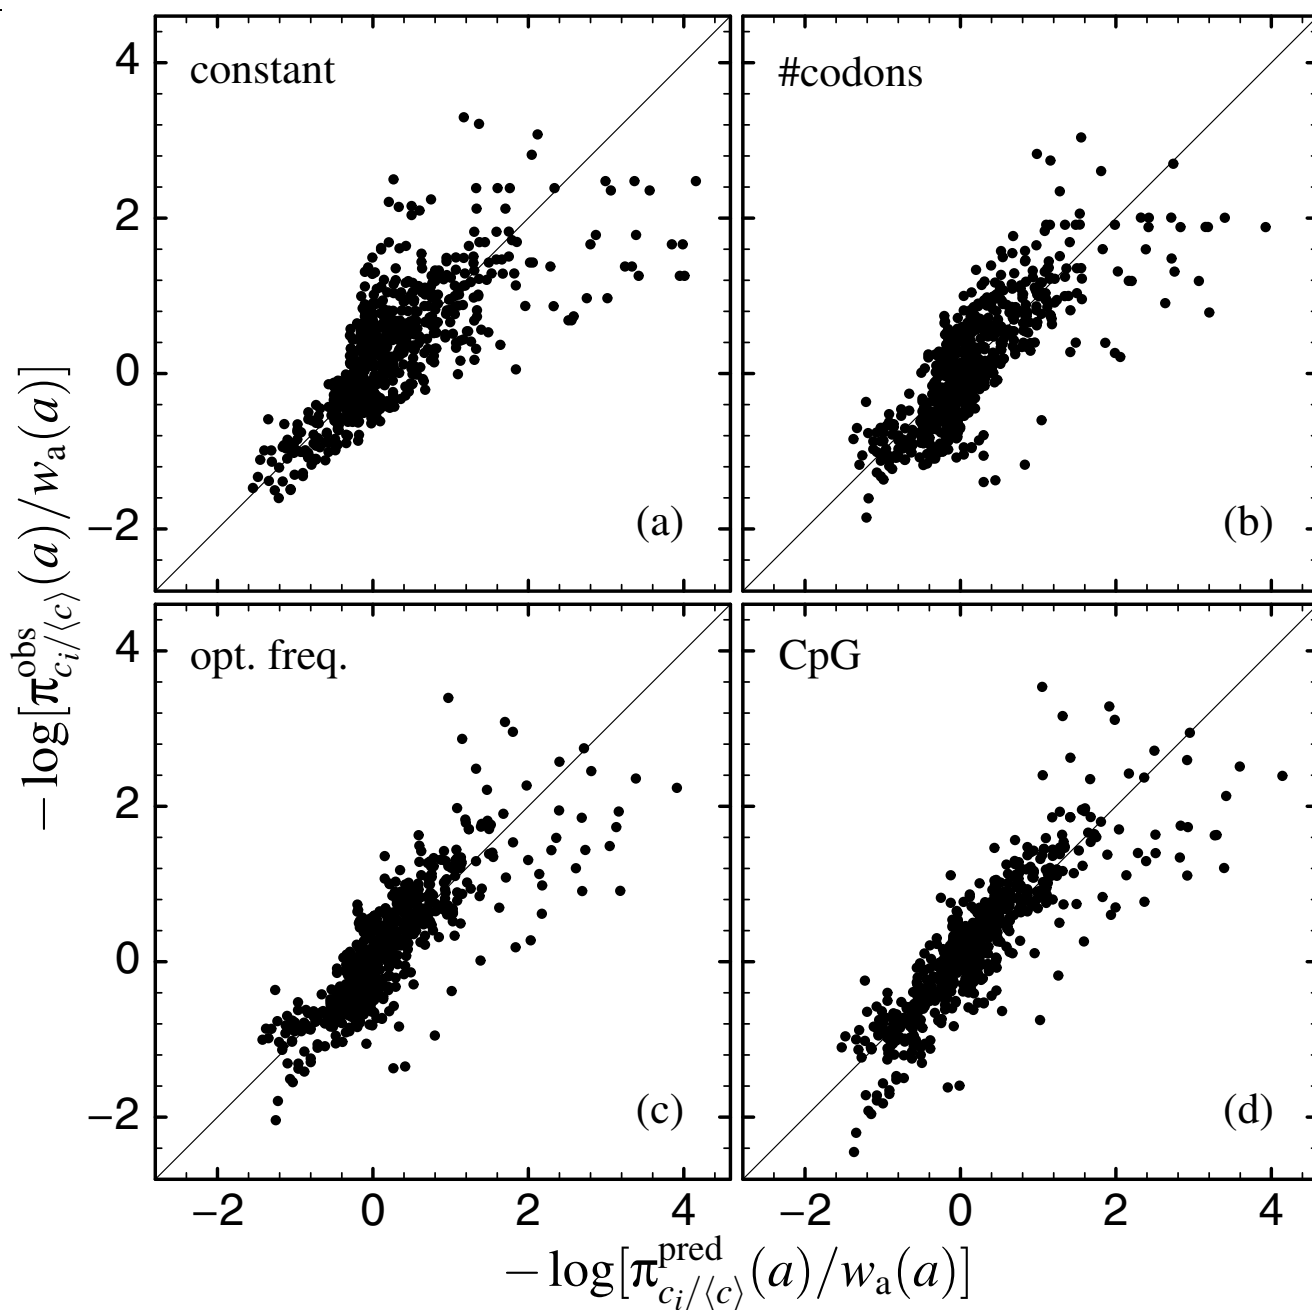 constant
#codons
4
2
0
−2
(a)
(b)
opt. freq.
CpG
4
2
0
−2
(c)
(d)
−2 0 2 4
−2 0 2 4
−log[π^obs_{c_i/⟨c⟩}(a)/w_a(a)]
−log[π^pred_{c_i/⟨c⟩}(a)/w_a(a)]